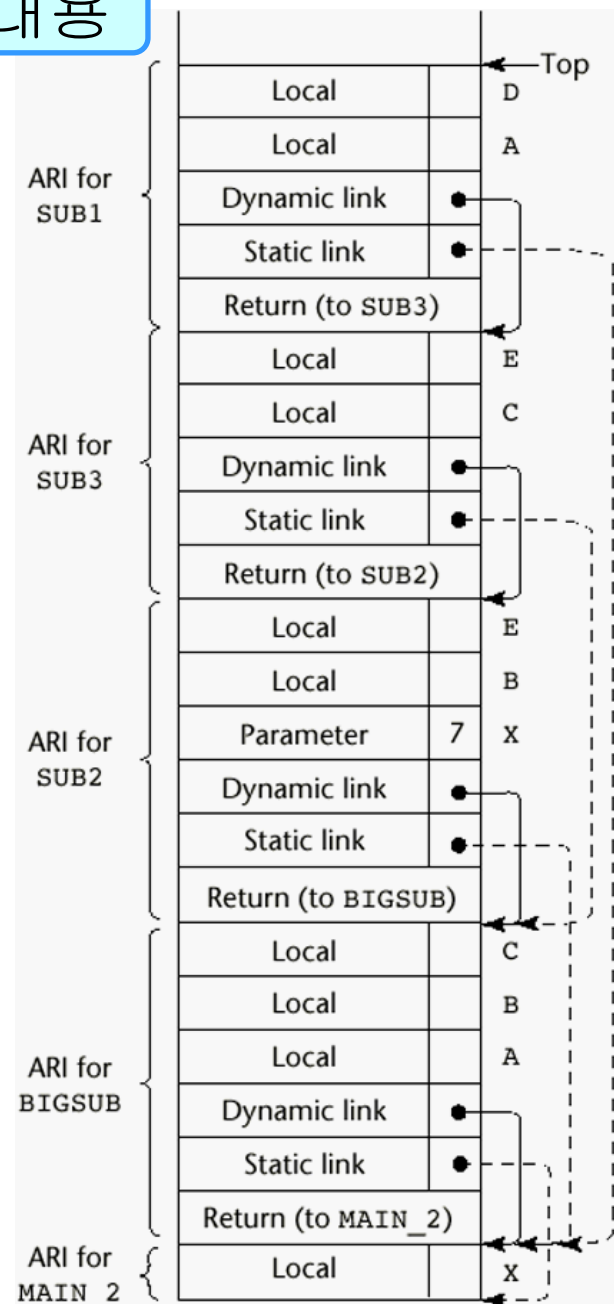 내용
Top
Local D
Local A
ARI for
SUB1
Dynamic link
Static link
Return (to SUB3)
Local E
Local C
ARI for
SUB3
Dynamic link
Static link
Return (to SUB2)
Local E
Local B
Parameter 7 X
ARI for
SUB2
Dynamic link
Static link
Return (to BIGSUB)
Local C
Local B
Local A
ARI for
BIGSUB
Dynamic link
Static link
Return (to MAIN_2)
ARI for
MAIN 2
Local X